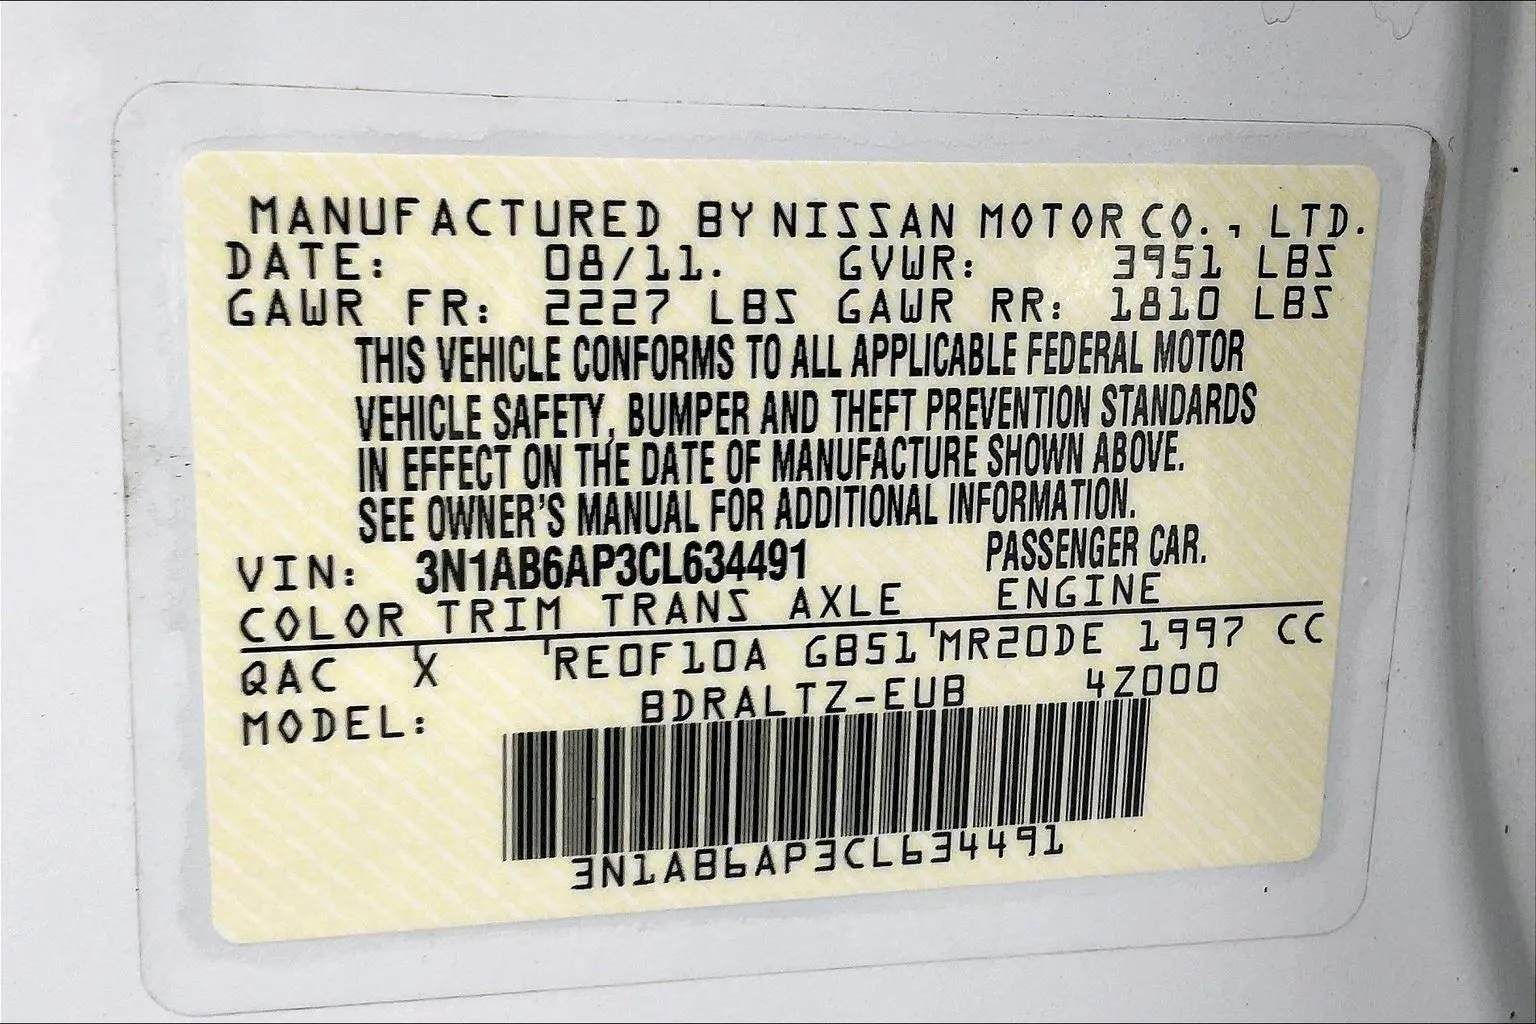 MANUFACTURED BY NISSAN MOTOR CO., LTD.
DATE: 08/11. GVWR: 3951 LBS
GAWR FR: 2227 LBS GAWR RR: 1810 LBS
THIS VEHICLE CONFORMS TO ALL APPLICABLE FEDERAL MOTOR
VEHICLE SAFETY, BUMPER AND THEFT PREVENTION STANDARDS
IN EFFECT ON THE DATE OF MANUFACTURE SHOWN ABOVE.
SEE OWNER'S MANUAL FOR ADDITIONAL INFORMATION.
VIN: 3N1AB6AP3CL634491 PASSENGER CAR.
COLOR TRIM TRANS AXLE ENGINE
QAC X RE0F10A GB51 MR20DE 1997 CC
MODEL: BDRALTZ-EUB 4Z000
3N1AB6AP3CL634491